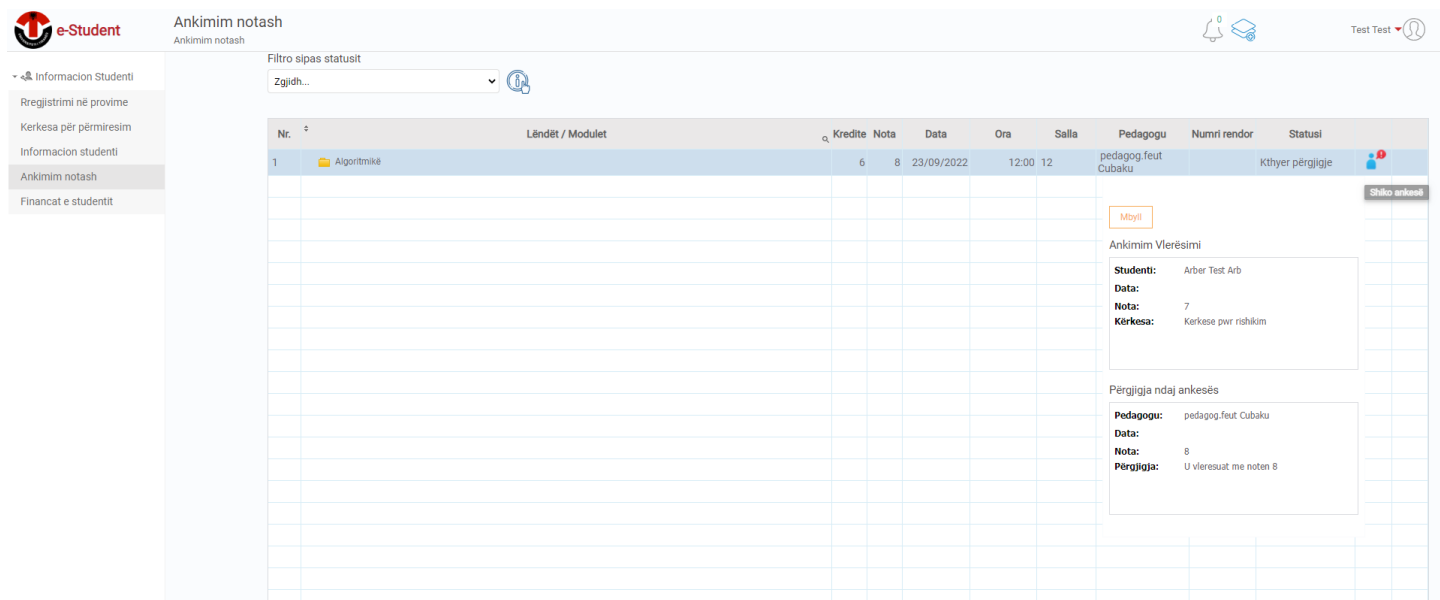 e-Student
Ankimim notash
Ankimim notash
0
Test Test
Informacion Studenti
Rregjistrimi në provime
Kerkesa për përmiresim
Informacion studenti
Ankimim notash
Financat e studentit
Filtro sipas statusit
Zgjidh...
Nr. Lëndët / Modulet Kredite Nota Data Ora Salla Pedagogu Numri rendor Statusi
1 Algoritmikë 6 8 23/09/2022 12:00 12 pedagog.feut Cubaku Kthyer përgjigje
Shiko ankesë
Mbyll
Ankimim Vlerësimi
Studenti: Arber Test Arb
Data:
Nota: 7
Kërkesa: Kerkese pwr rishikim
Përgjigja ndaj ankesës
Pedagogu: pedagog.feut Cubaku
Data:
Nota: 8
Përgjigja: U vleresuat me noten 8